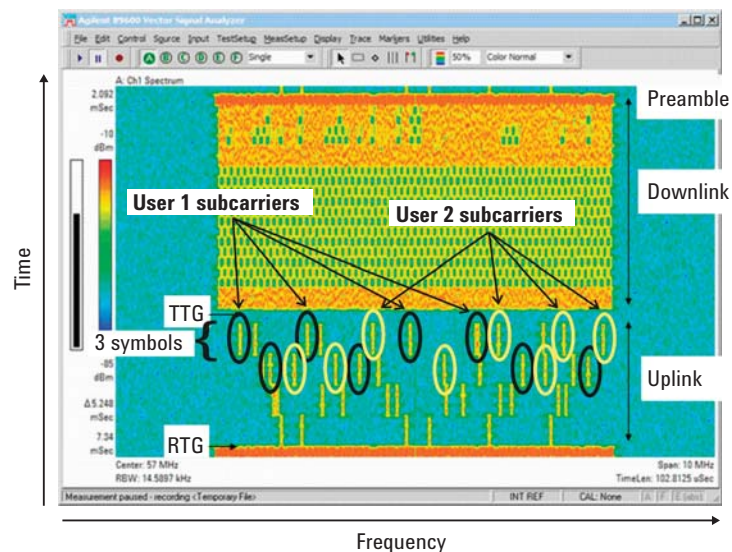 Agilent 89600 Vector Signal Analyzer
File Edit Control Source Input TestSetup MeasSetup Display Trace Markers Utilities Help
A B C D E F Single 50% Color Normal
A: Ch1 Spectrum
2.092
mSec
-10
dBm
Preamble
Downlink
User 1 subcarriers
User 2 subcarriers
Time
TTG
3 symbols
-85
dBm
Uplink
Δ5.248
mSec
7.34
mSec
RTG
Center: 57 MHz
Span: 10 MHz
RBW: 14.5897 kHz
TimeLen: 102.8125 uSec
Measurement paused - recording <Temporary File>
INT REF
CAL: None
Frequency